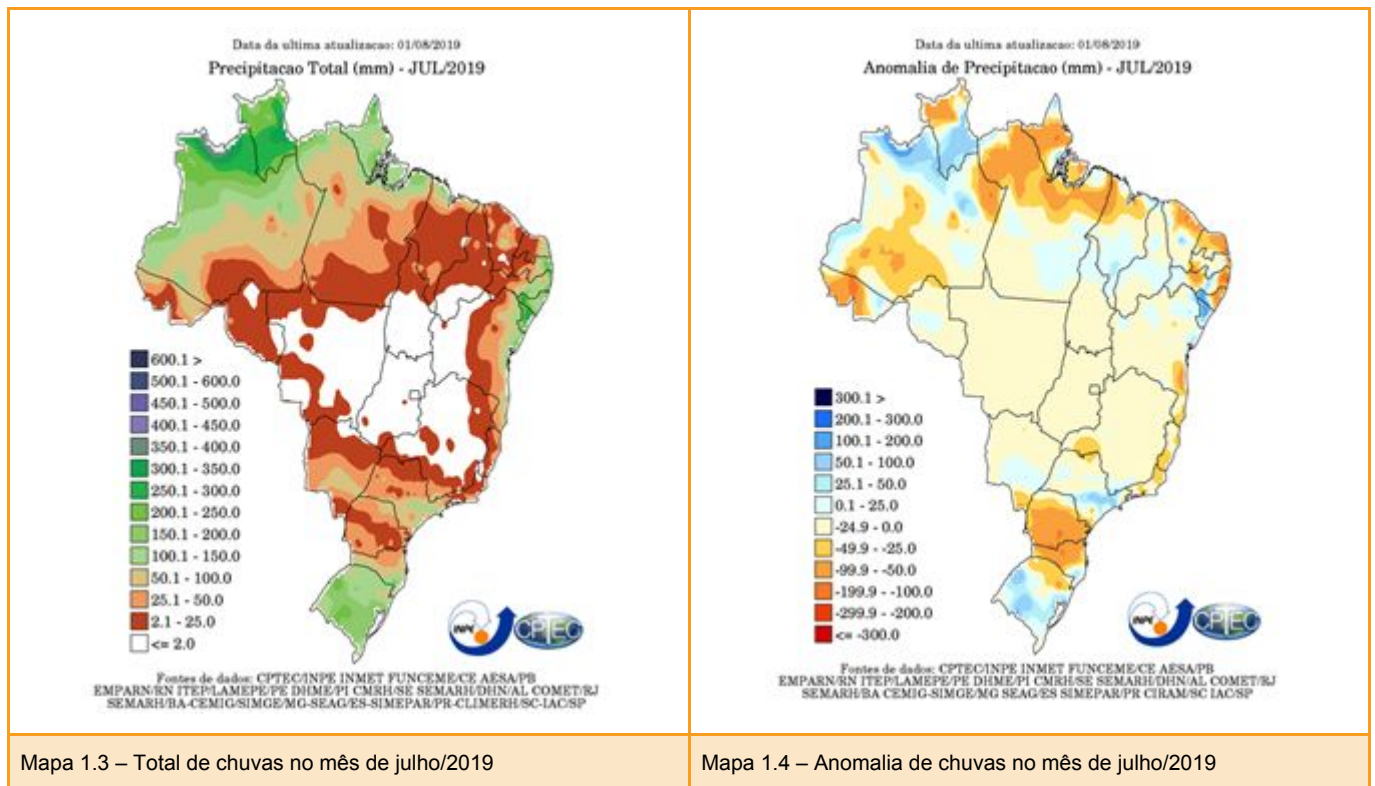 Data da ultima atualizacao: 01/08/2019
Precipitacao Total (mm) - JUL/2019
600.1 >
500.1 - 600.0
450.1 - 500.0
400.1 - 450.0
350.1 - 400.0
300.1 - 350.0
250.1 - 300.0
200.1 - 250.0
150.1 - 200.0
100.1 - 150.0
50.1 - 100.0
25.1 - 50.0
2.1 - 25.0
<= 2.0
INPE
CPTEC
Fontes de dados: CPTEC/INPE INMET FUNCEME/CE AESA/PB
EMPARN/RN ITEP/LAMEPE/PE DHME/PI CMRH/SE SEMARH/DHN/AL COMET/RJ
SEMARH/BA-CEMIG/SIMGE/MG-SEAG/ES-SIMEPAR/PR-CLIMERH/SC-IAC/SP
Mapa 1.3 – Total de chuvas no mês de julho/2019
Data da ultima atualizacao: 01/08/2019
Anomalia de Precipitacao (mm) - JUL/2019
300.1 >
200.1 - 300.0
100.1 - 200.0
50.1 - 100.0
25.1 - 50.0
0.1 - 25.0
-24.9 - 0.0
-49.9 - -25.0
-99.9 - -50.0
-199.9 - -100.0
-299.9 - -200.0
<= -300.0
INPE
CPTEC
Fontes de dados: CPTEC/INPE INMET FUNCEME/CE AESA/PB
EMPARN/RN ITEP/LAMEPE/PE DHME/PI CMRH/SE SEMARH/DHN/AL COMET/RJ
SEMARH/BA CEMIG-SIMGE/MG SEAG/ES SIMEPAR/PR CIRAM/SC IAC/SP
Mapa 1.4 – Anomalia de chuvas no mês de julho/2019